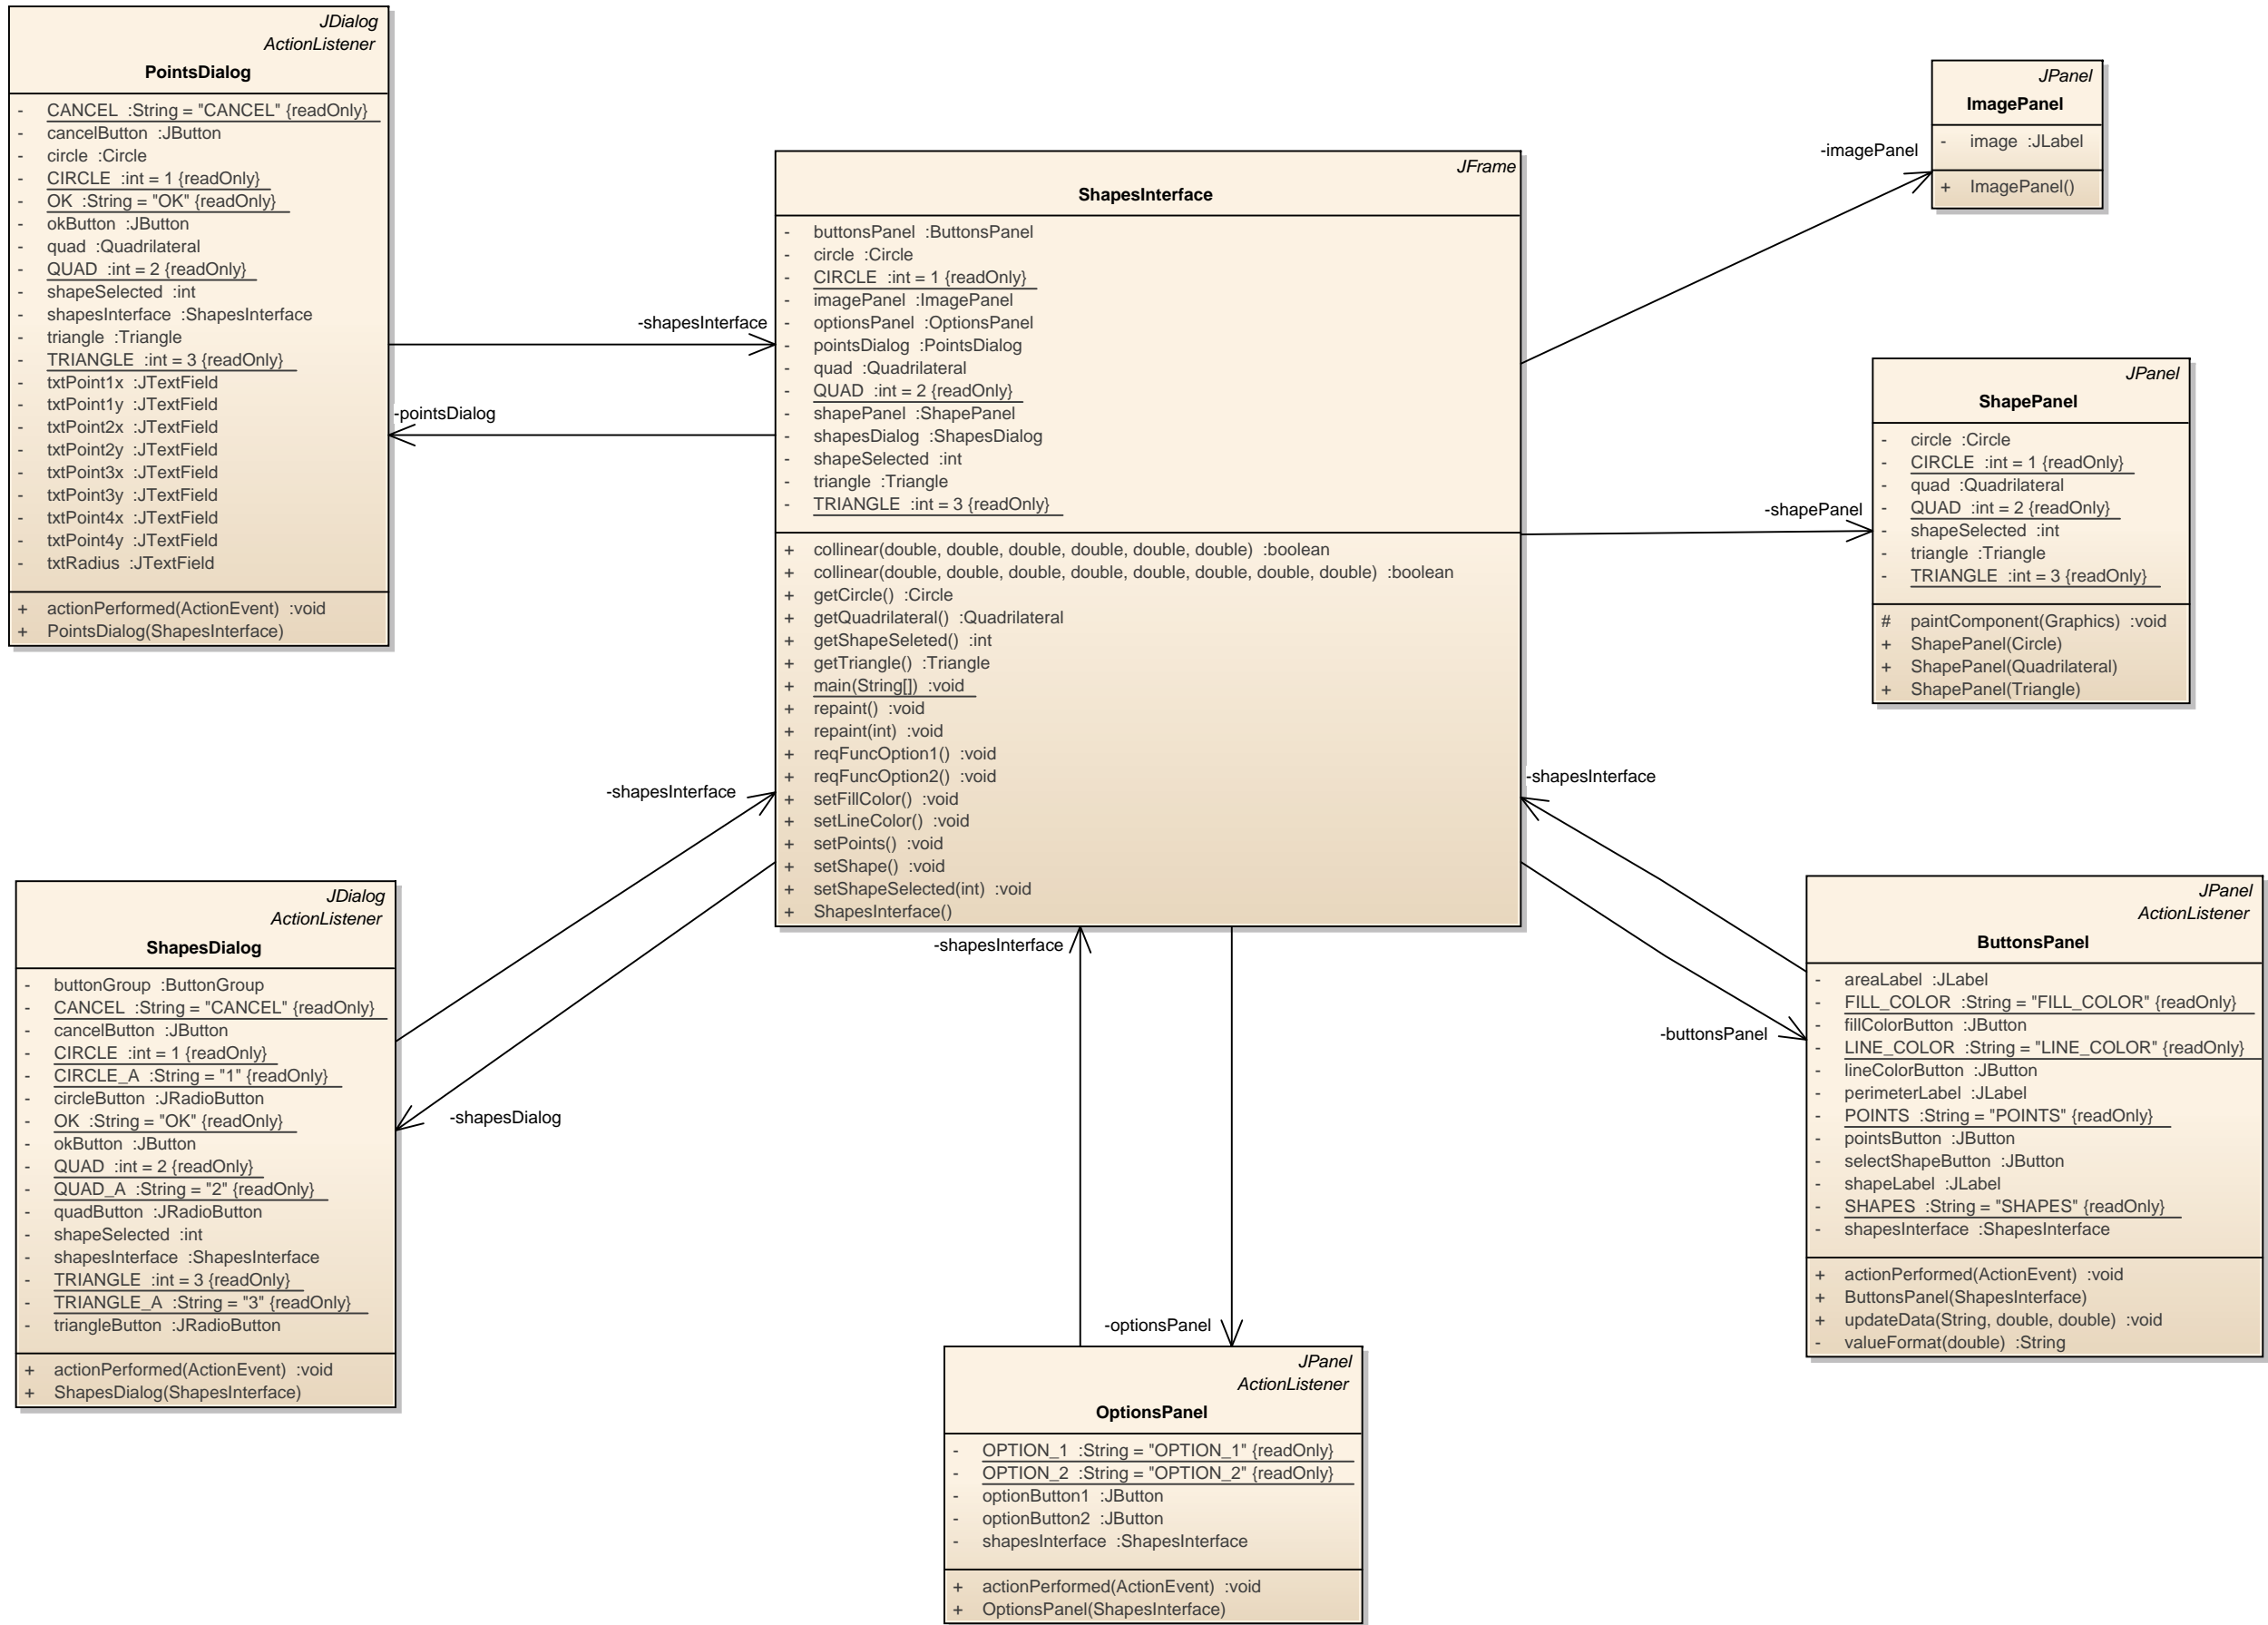 JDialog
ActionListener
PointsDialog
- CANCEL :String = "CANCEL" {readOnly}
- cancelButton :JButton
- circle :Circle
- CIRCLE :int = 1 {readOnly}
- OK :String = "OK" {readOnly}
- okButton :JButton
- quad :Quadrilateral
- QUAD :int = 2 {readOnly}
- shapeSelected :int
- shapesInterface :ShapesInterface
- triangle :Triangle
- TRIANGLE :int = 3 {readOnly}
- txtPoint1x :JTextField
- txtPoint1y :JTextField
- txtPoint2x :JTextField
- txtPoint2y :JTextField
- txtPoint3x :JTextField
- txtPoint3y :JTextField
- txtPoint4x :JTextField
- txtPoint4y :JTextField
- txtRadius :JTextField
+ actionPerformed(ActionEvent) :void
+ PointsDialog(ShapesInterface)
-shapesInterface
-pointsDialog
JFrame
ShapesInterface
- buttonsPanel :ButtonsPanel
- circle :Circle
- CIRCLE :int = 1 {readOnly}
- imagePanel :ImagePanel
- optionsPanel :OptionsPanel
- pointsDialog :PointsDialog
- quad :Quadrilateral
- QUAD :int = 2 {readOnly}
- shapePanel :ShapePanel
- shapesDialog :ShapesDialog
- shapeSelected :int
- triangle :Triangle
- TRIANGLE :int = 3 {readOnly}
+ collinear(double, double, double, double, double, double) :boolean
+ collinear(double, double, double, double, double, double, double, double) :boolean
+ getCircle() :Circle
+ getQuadrilateral() :Quadrilateral
+ getShapeSeleted() :int
+ getTriangle() :Triangle
+ main(String[]) :void
+ repaint() :void
+ repaint(int) :void
+ reqFuncOption1() :void
+ reqFuncOption2() :void
+ setFillColor() :void
+ setLineColor() :void
+ setPoints() :void
+ setShape() :void
+ setShapeSelected(int) :void
+ ShapesInterface()
-imagePanel
JPanel
ImagePanel
- image :JLabel
+ ImagePanel()
-shapePanel
JPanel
ShapePanel
- circle :Circle
- CIRCLE :int = 1 {readOnly}
- quad :Quadrilateral
- QUAD :int = 2 {readOnly}
- shapeSelected :int
- triangle :Triangle
- TRIANGLE :int = 3 {readOnly}
# paintComponent(Graphics) :void
+ ShapePanel(Circle)
+ ShapePanel(Quadrilateral)
+ ShapePanel(Triangle)
-shapesInterface
-shapesDialog
JDialog
ActionListener
ShapesDialog
- buttonGroup :ButtonGroup
- CANCEL :String = "CANCEL" {readOnly}
- cancelButton :JButton
- CIRCLE :int = 1 {readOnly}
- CIRCLE_A :String = "1" {readOnly}
- circleButton :JRadioButton
- OK :String = "OK" {readOnly}
- okButton :JButton
- QUAD :int = 2 {readOnly}
- QUAD_A :String = "2" {readOnly}
- quadButton :JRadioButton
- shapeSelected :int
- shapesInterface :ShapesInterface
- TRIANGLE :int = 3 {readOnly}
- TRIANGLE_A :String = "3" {readOnly}
- triangleButton :JRadioButton
+ actionPerformed(ActionEvent) :void
+ ShapesDialog(ShapesInterface)
-shapesInterface
-optionsPanel
JPanel
ActionListener
OptionsPanel
- OPTION_1 :String = "OPTION_1" {readOnly}
- OPTION_2 :String = "OPTION_2" {readOnly}
- optionButton1 :JButton
- optionButton2 :JButton
- shapesInterface :ShapesInterface
+ actionPerformed(ActionEvent) :void
+ OptionsPanel(ShapesInterface)
-shapesInterface
-buttonsPanel
JPanel
ActionListener
ButtonsPanel
- areaLabel :JLabel
- FILL_COLOR :String = "FILL_COLOR" {readOnly}
- fillColorButton :JButton
- LINE_COLOR :String = "LINE_COLOR" {readOnly}
- lineColorButton :JButton
- perimeterLabel :JLabel
- POINTS :String = "POINTS" {readOnly}
- pointsButton :JButton
- selectShapeButton :JButton
- shapeLabel :JLabel
- SHAPES :String = "SHAPES" {readOnly}
- shapesInterface :ShapesInterface
+ actionPerformed(ActionEvent) :void
+ ButtonsPanel(ShapesInterface)
+ updateData(String, double, double) :void
- valueFormat(double) :String